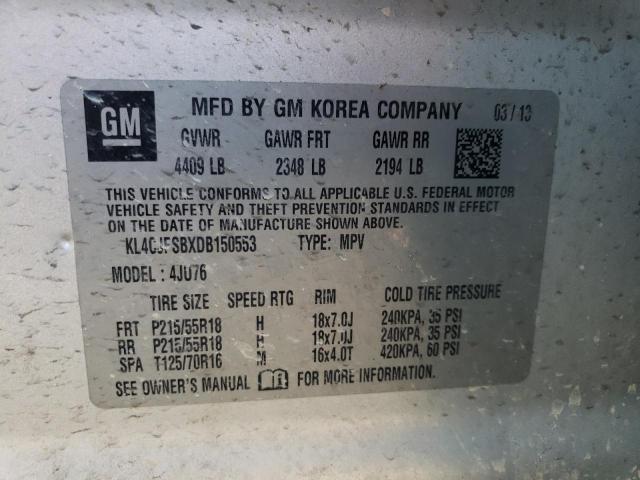 GM
MFD BY GM KOREA COMPANY 03/13
GVWR GAWR FRT GAWR RR
4409 LB 2348 LB 2194 LB
THIS VEHICLE CONFORMS TO ALL APPLICABLE U.S. FEDERAL MOTOR
VEHICLE SAFETY AND THEFT PREVENTION STANDARDS IN EFFECT
ON THE DATE OF MANUFACTURE SHOWN ABOVE.
KL4CJFSBXDB150553 TYPE: MPV
MODEL: 4JU76
TIRE SIZE SPEED RTG RIM COLD TIRE PRESSURE
FRT P215/55R18 H 18x7.0J 240KPA, 35 PSI
RR P215/55R18 H 18x7.0J 240KPA, 35 PSI
SPA T125/70R16 M 16x4.0T 420KPA, 60 PSI
SEE OWNER'S MANUAL FOR MORE INFORMATION.